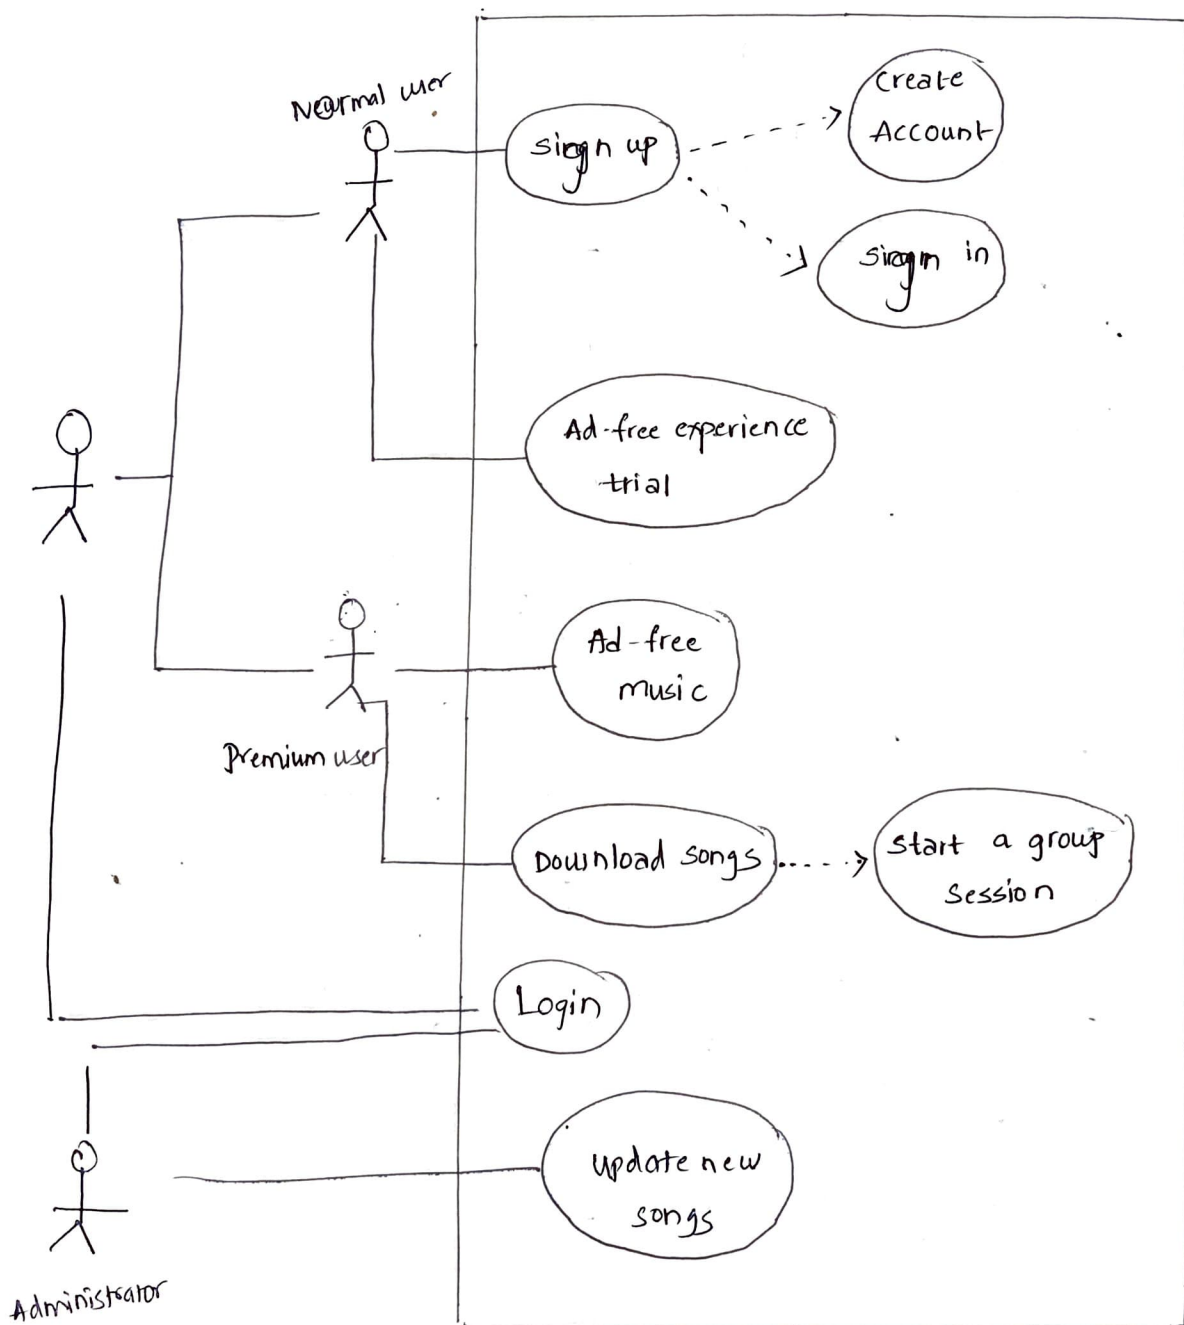 Normal user
sign up
Create
Account
sign in
Ad-free experience
trial
Ad-free
music
Premium user
Download songs
Start a group
session
Login
update new
songs
Administrator